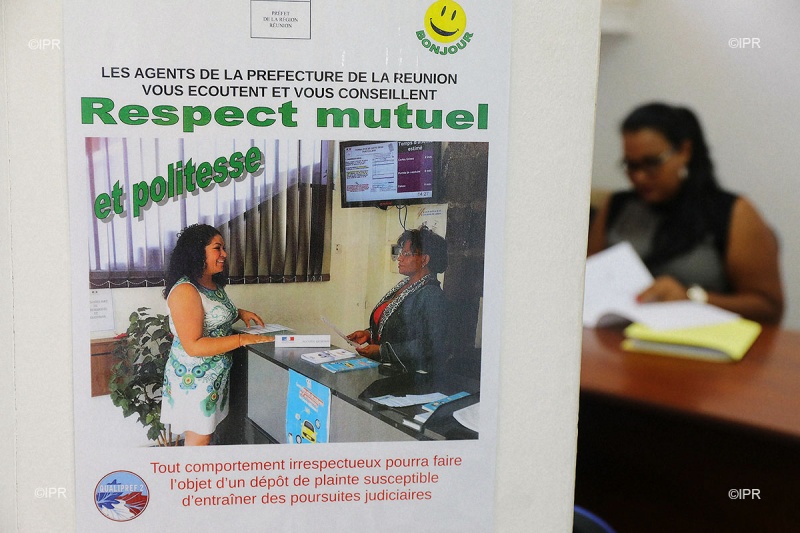 ©IPR
©IPR
PREFET
DE LA RÉGION
RÉUNION
BONJOUR
LES AGENTS DE LA PREFECTURE DE LA REUNION
VOUS ECOUTENT ET VOUS CONSEILLENT
Respect mutuel
et politesse
Tout comportement irrespectueux pourra faire
l'objet d'un dépôt de plainte susceptible
d'entraîner des poursuites judiciaires
QUALIPREF 2
©IPR
©IPR